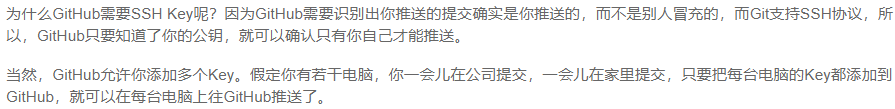 为什么GitHub需要SSH Key呢？因为GitHub需要识别出你推送的提交确实是你推送的，而不是别人冒充的，而Git支持SSH协议，所
以，GitHub只要知道了你的公钥，就可以确认只有你自己才能推送。
当然，GitHub允许你添加多个Key。假定你有若干电脑，你一会儿在公司提交，一会儿在家里提交，只要把每台电脑的Key都添加到
GitHub，就可以在每台电脑上往GitHub推送了。